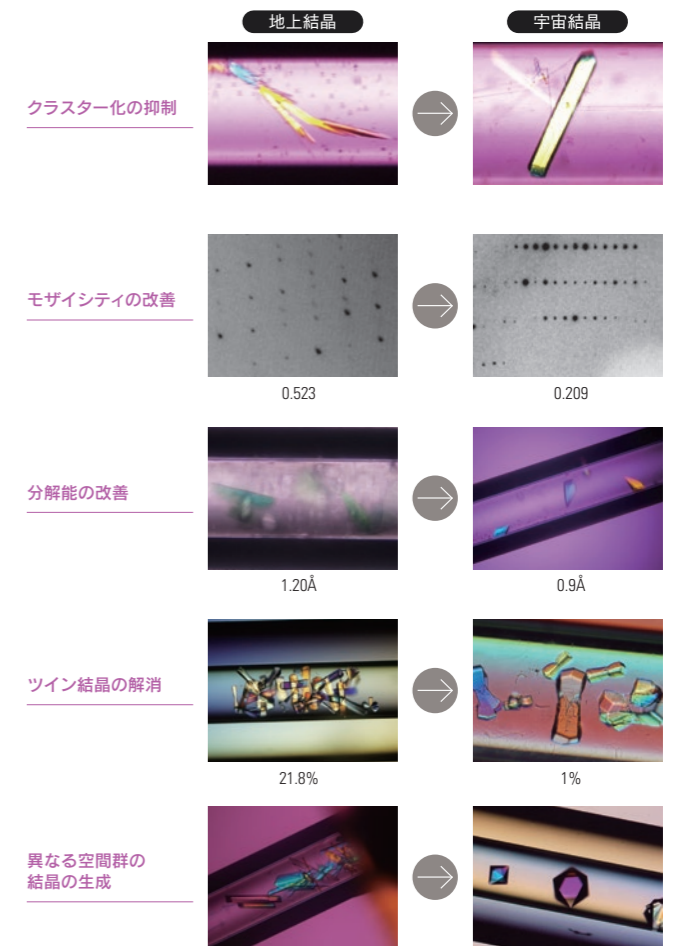 地上結晶
宇宙結晶
クラスター化の抑制
モザイシティの改善
0.523
0.209
分解能の改善
1.20Å
0.9Å
ツイン結晶の解消
21.8%
1%
異なる空間群の
結晶の生成